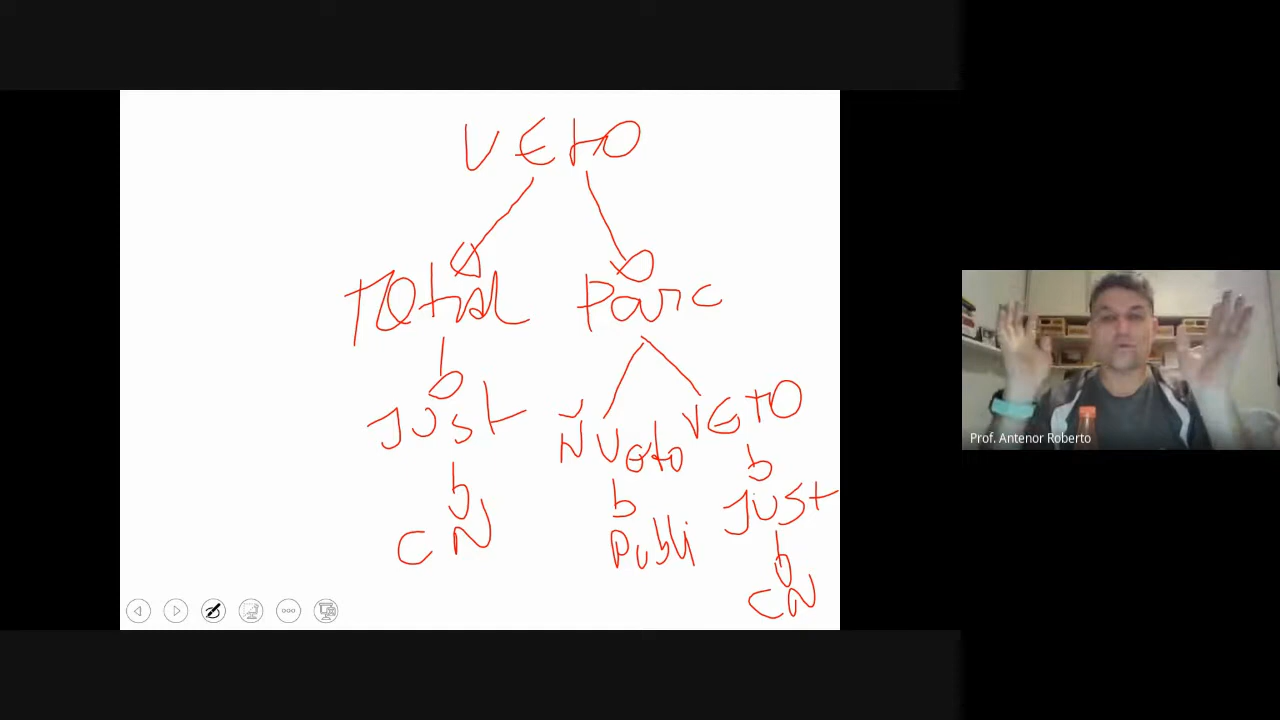 VEtO
TOtal
Parc
JUSt
Ñ VEto
VEtO
JUSt
Publi
CN
CN
Prof. Antenor Roberto